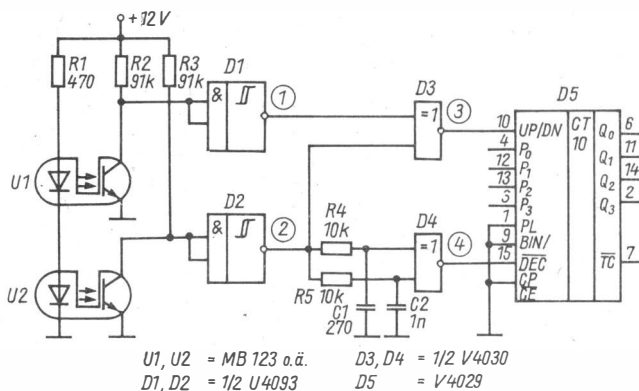 +12V
R1
470
R2
91k
R3
91k
D1
&
1
D3
=1
3
D5
10
4
12
13
3
1
9
15
UP/DN
P0
P1
P2
P3
PL
BIN/
DEC
CP
CE
CT
10
Q0
Q1
Q2
Q3
TC
6
11
14
2
7
U1
D2
&
2
R4
10k
D4
=1
4
R5 10k
C1
270
C2
1n
U2
U1, U2 = MB 123 o.ä.
D3, D4 = 1/2 V4030
D1, D2 = 1/2 U4093
D5 = V4029